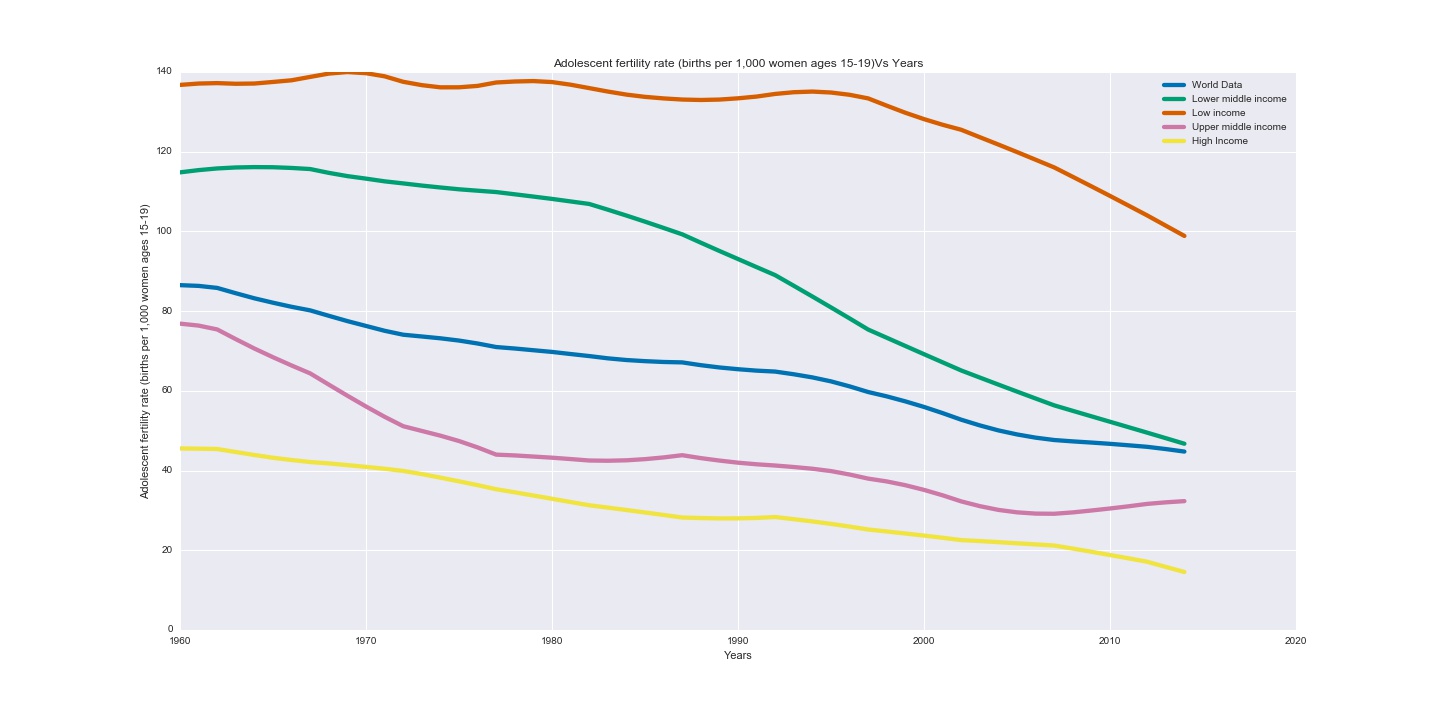 Adolescent fertility rate (births per 1,000 women ages 15-19)Vs Years
World Data
Lower middle income
Low income
Upper middle income
High Income
Adolescent fertility rate (births per 1,000 women ages 15-19)
140
120
100
80
60
40
20
0
1960 1970 1980 1990 2000 2010 2020
Years